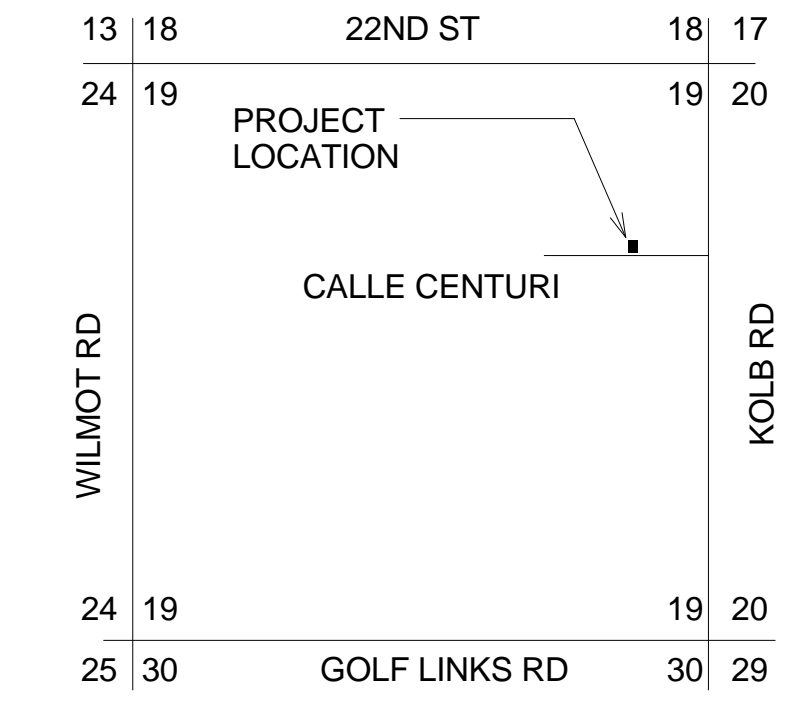 13 18 22ND ST 18 17
24 19 19 20
PROJECT
LOCATION
CALLE CENTURI
WILMOT RD
KOLB RD
24 19 19 20
25 30 GOLF LINKS RD 30 29